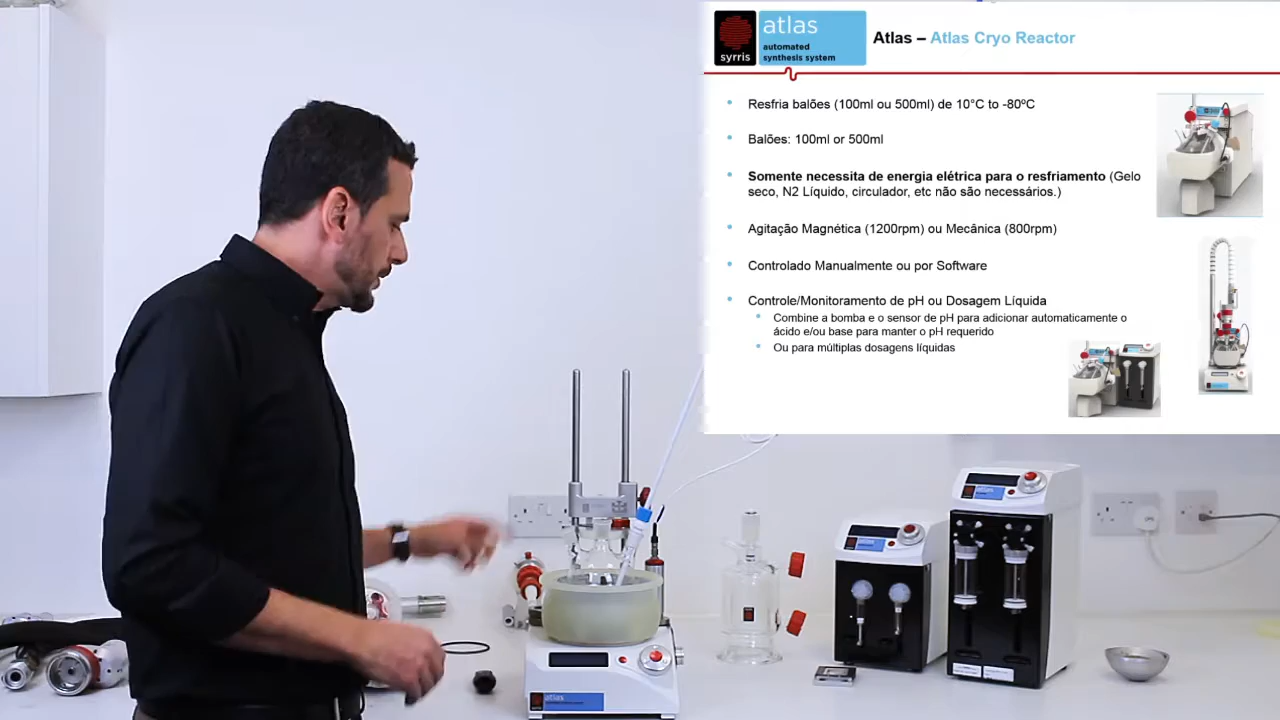 syrris
atlas
automated
synthesis system
Atlas – Atlas Cryo Reactor
Resfria balões (100ml ou 500ml) de 10°C to -80ºC
Balões: 100ml or 500ml
Somente necessita de energia elétrica para o resfriamento (Gelo
seco, N2 Líquido, circulador, etc não são necessários.)
Agitação Magnética (1200rpm) ou Mecânica (800rpm)
Controlado Manualmente ou por Software
Controle/Monitoramento de pH ou Dosagem Líquida
Combine a bomba e o sensor de pH para adicionar automaticamente o
ácido e/ou base para manter o pH requerido
Ou para múltiplas dosagens líquidas
atlas
atlas
atlas